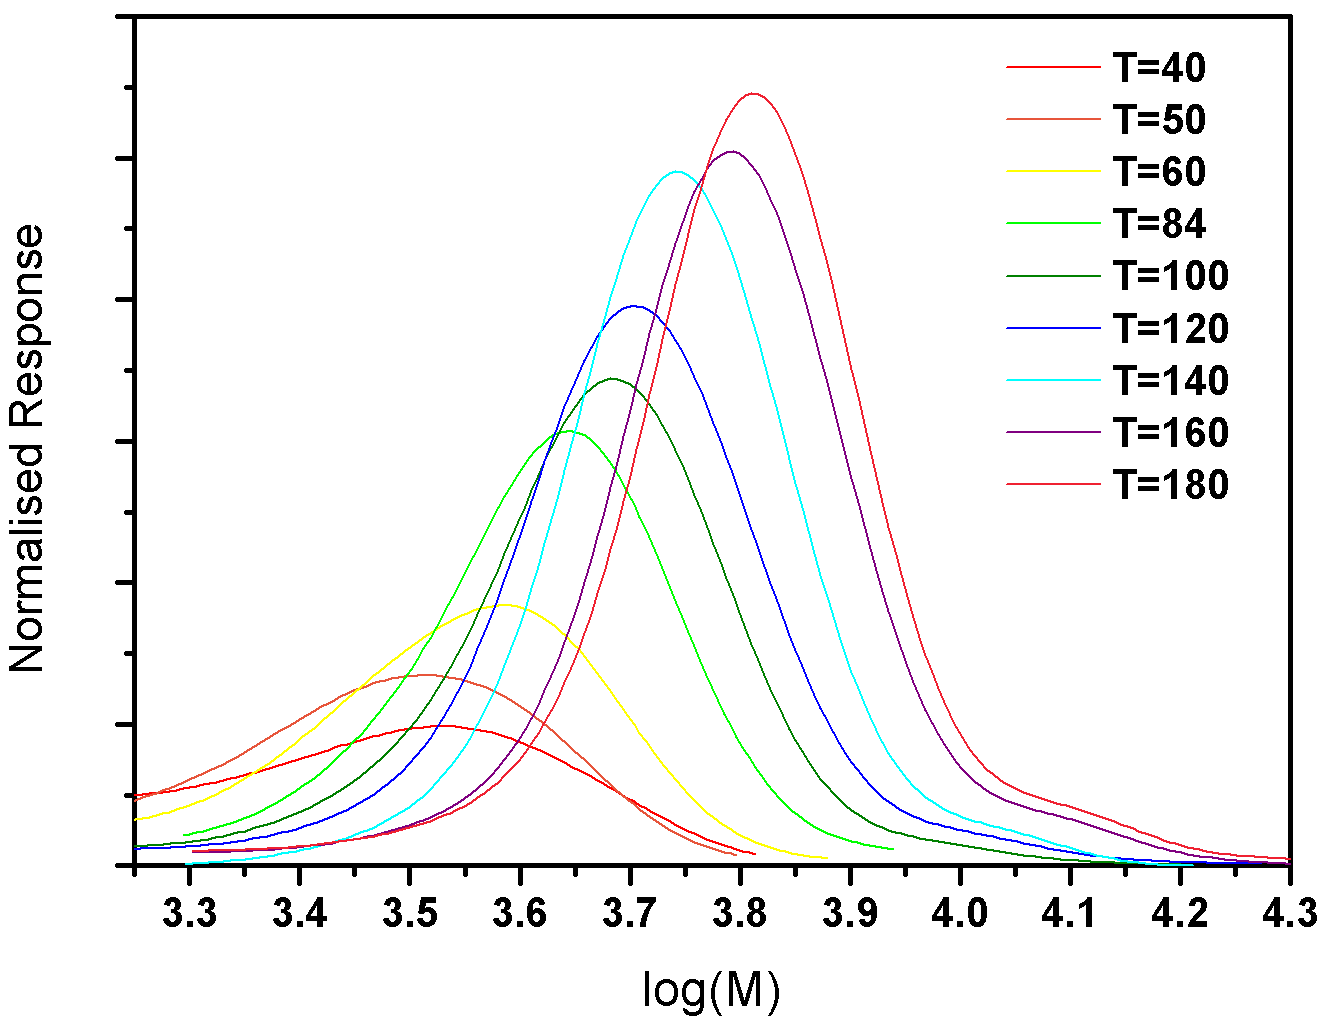 Normalised Response
T=40
T=50
T=60
T=84
T=100
T=120
T=140
T=160
T=180
3.3 3.4 3.5 3.6 3.7 3.8 3.9 4.0 4.1 4.2 4.3
log(M)